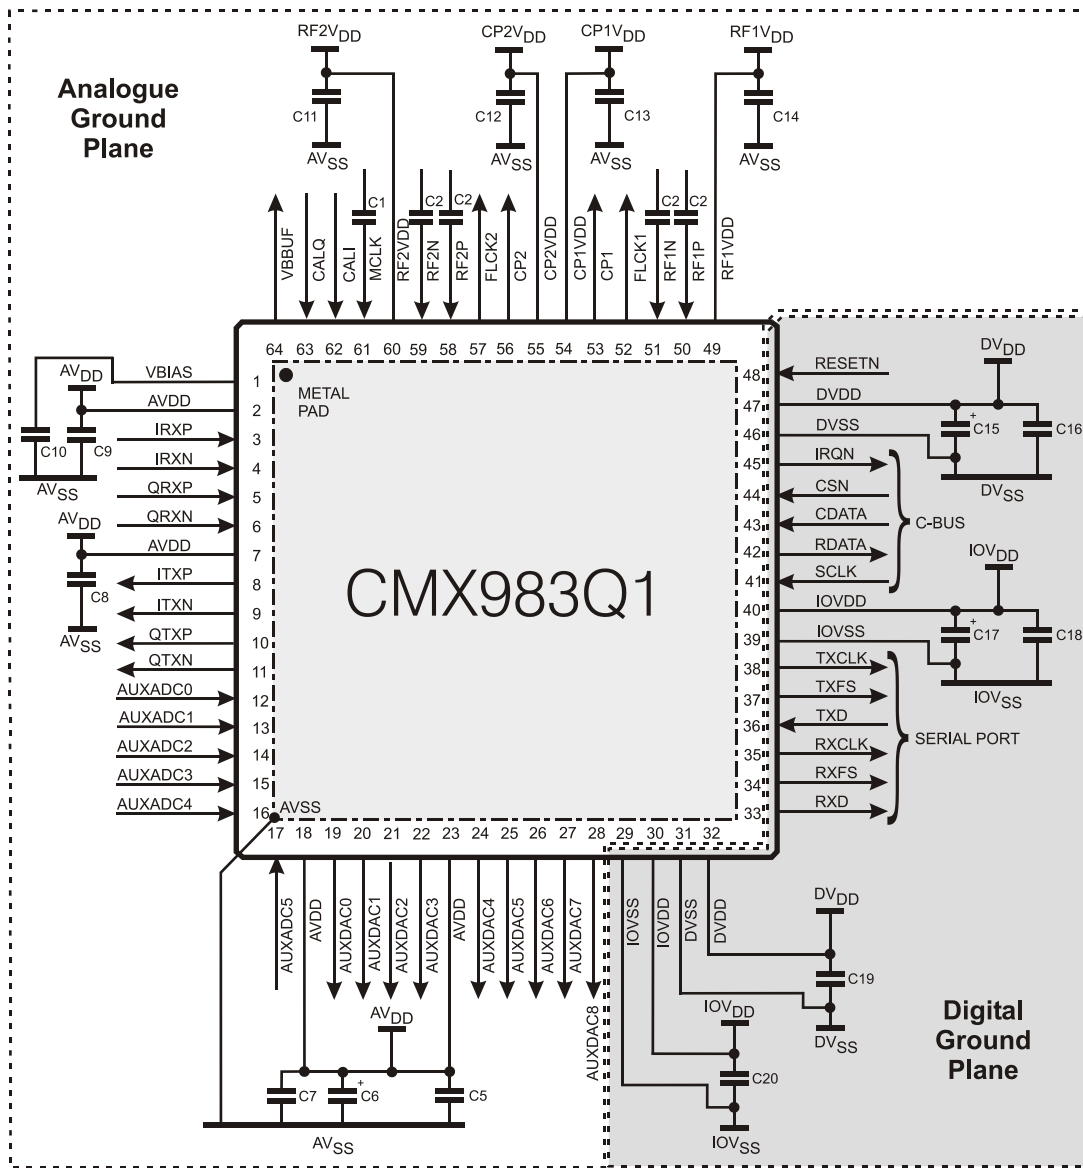 RF2VDD
CP2VDD
CP1VDD
RF1VDD
Analogue
Ground
Plane
C11
C12
C13
C14
AVSS
AVSS
AVSS
AVSS
C1
C2
C2
C2
C2
VBBUF
CALQ
CALI
MCLK
RF2VDD
RF2N
RF2P
FLCK2
CP2
CP2VDD
CP1VDD
CP1
FLCK1
RF1N
RF1P
RF1VDD
64 63 62 61 60 59 58 57 56 55 54 53 52 51 50 49
METAL
PAD
AVDD
VBIAS
1
AVDD
2
C10
C9
IRXP
3
IRXN
4
AVSS
QRXP
5
AVDD
QRXN
6
AVDD
7
C8
ITXP
8
ITXN
9
AVSS
QTXP
10
QTXN
11
AUXADC0
12
AUXADC1
13
AUXADC2
14
AUXADC3
15
AUXADC4
16
AVSS
CMX983Q1
48
RESETN
DVDD
47
DVDD
46
DVSS
+
C15
C16
45
IRQN
DVSS
44
CSN
43
CDATA
C-BUS
42
RDATA
IOVDD
41
SCLK
40
IOVDD
39
IOVSS
+
C17
C18
38
TXCLK
IOVSS
37
TXFS
36
TXD
SERIAL PORT
35
RXCLK
34
RXFS
33
RXD
17 18 19 20 21 22 23 24 25 26 27 28 29 30 31 32
AUXADC5
AVDD
AUXDAC0
AUXDAC1
AUXDAC2
AUXDAC3
AVDD
AUXDAC4
AUXDAC5
AUXDAC6
AUXDAC7
AUXDAC8
IOVSS
IOVDD
DVSS
DVDD
DVDD
C19
DVSS
IOVDD
C20
IOVSS
Digital
Ground
Plane
AVDD
C7
+
C6
C5
AVSS